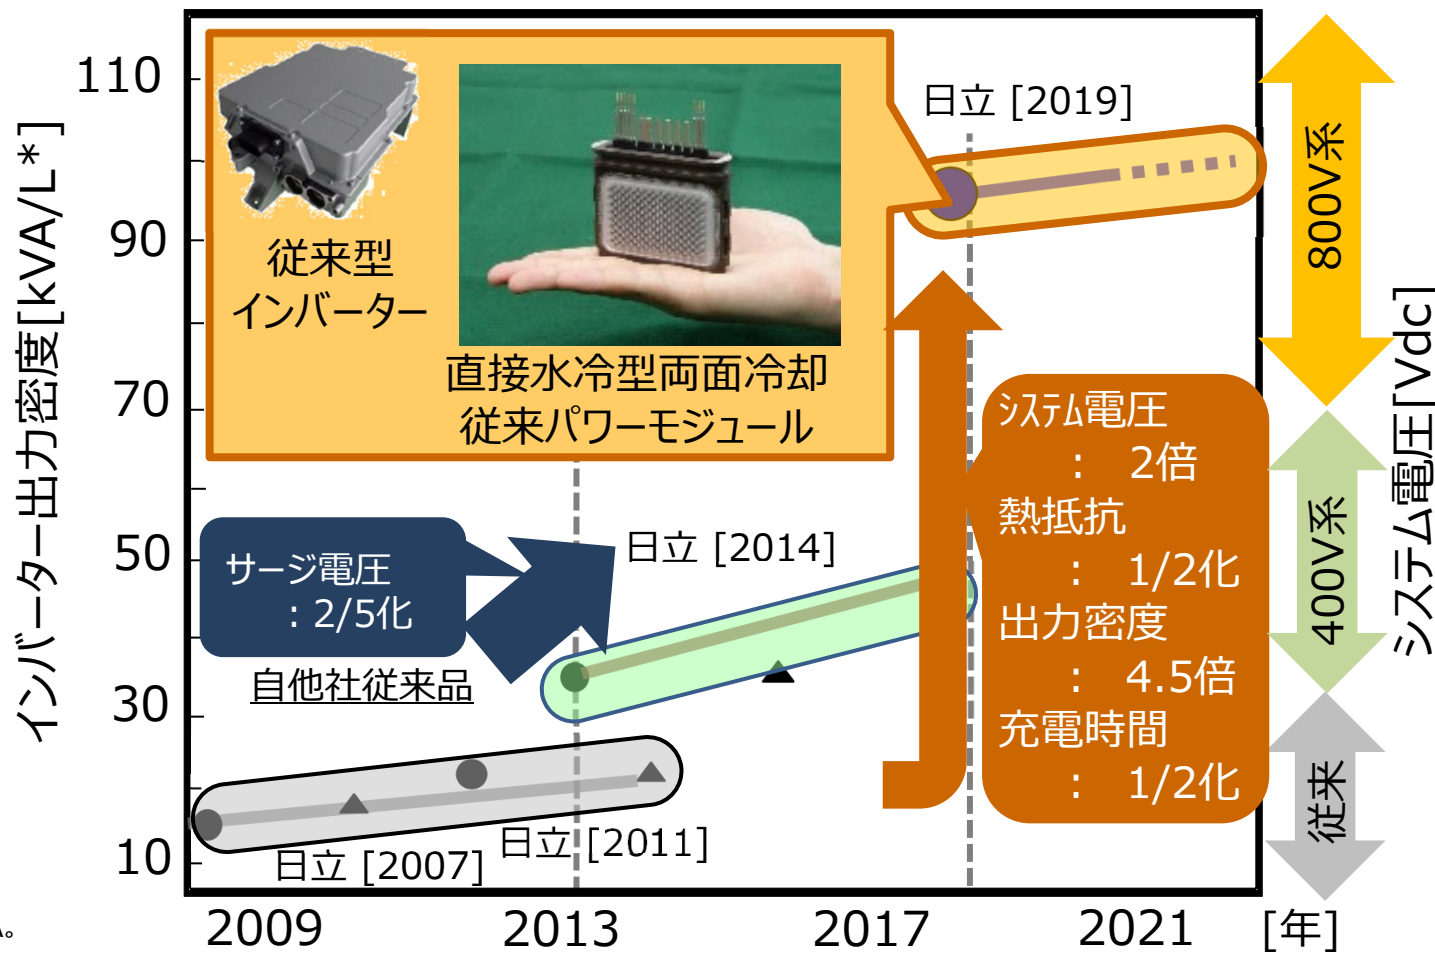 インバーター出力密度[kVA/L*]
110
90
70
50
30
10
従来型
インバーター
直接水冷型両面冷却
従来パワーモジュール
日立 [2019]
サージ電圧
：2/5化
自他社従来品
日立 [2014]
日立 [2007]
日立 [2011]
システム電圧
： 2倍
熱抵抗
： 1/2化
出力密度
： 4.5倍
充電時間
： 1/2化
800V系
400V系
従来
システム電圧[Vdc]
2009
2013
2017
2021
[年]